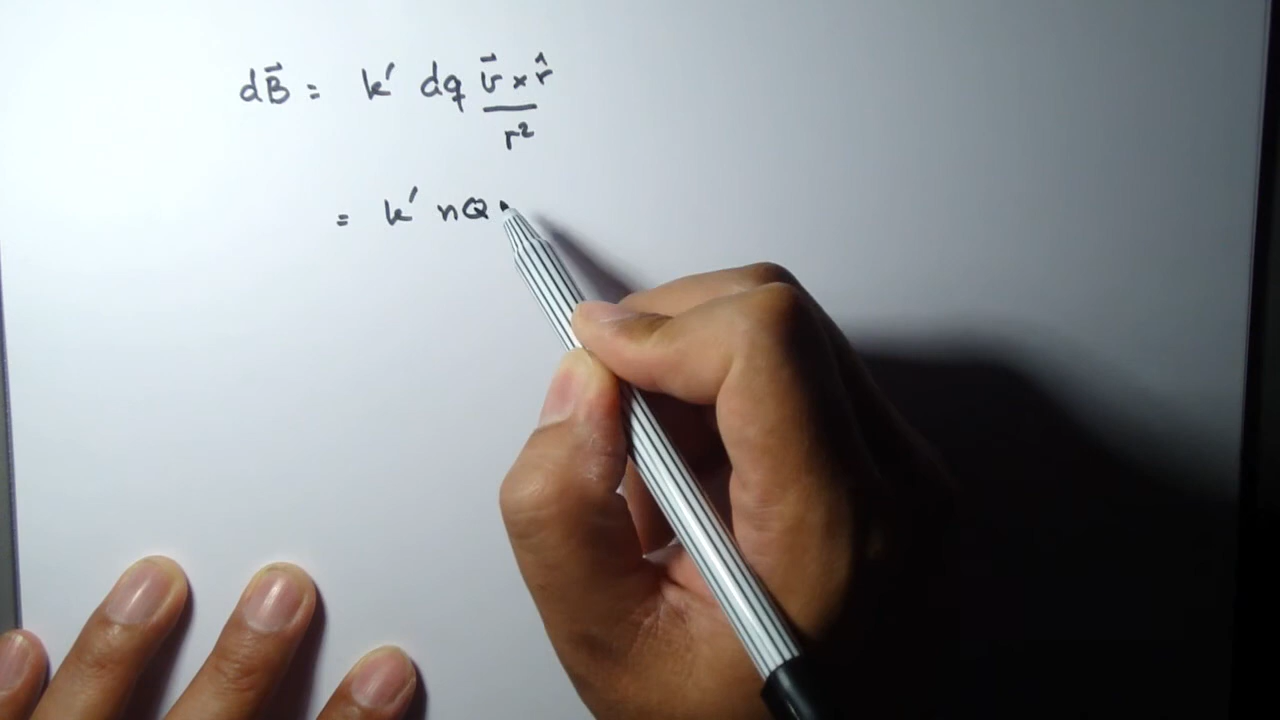 dB⃗ = k′ dq v⃗ × r̂ / r²
= k′ nQ